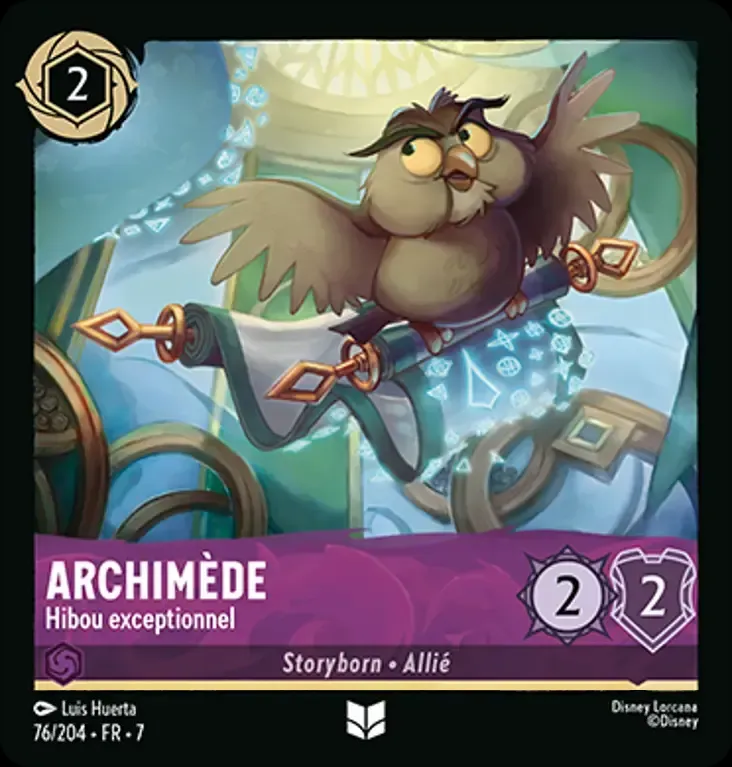 2
ARCHIMÈDE
Hibou exceptionnel
2
2
Storyborn • Allié
Luis Huerta
76/204 • FR • 7
Disney Lorcana
©Disney